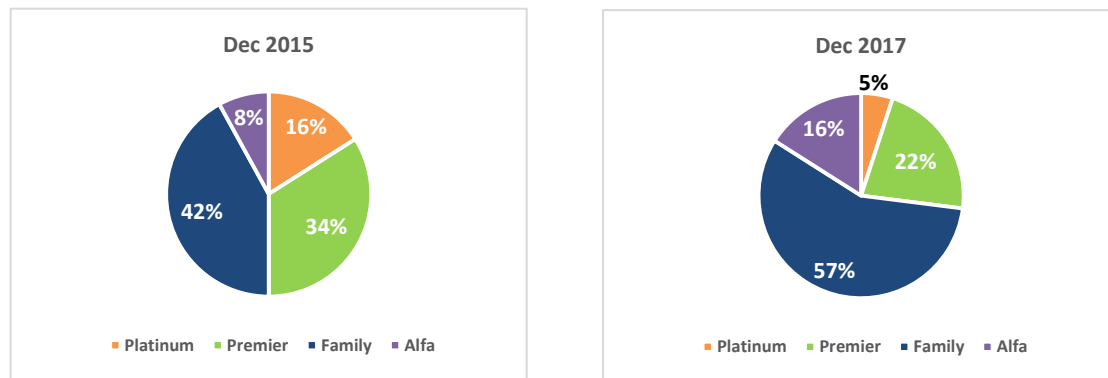 Dec 2015
8%
16%
42%
34%
Platinum Premier Family Alfa
Dec 2017
5%
16%
22%
57%
Platinum Premier Family Alfa